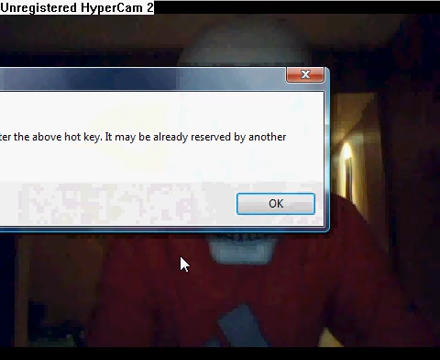 Unregistered HyperCam 2
ter the above hot key. It may be already reserved by another
OK